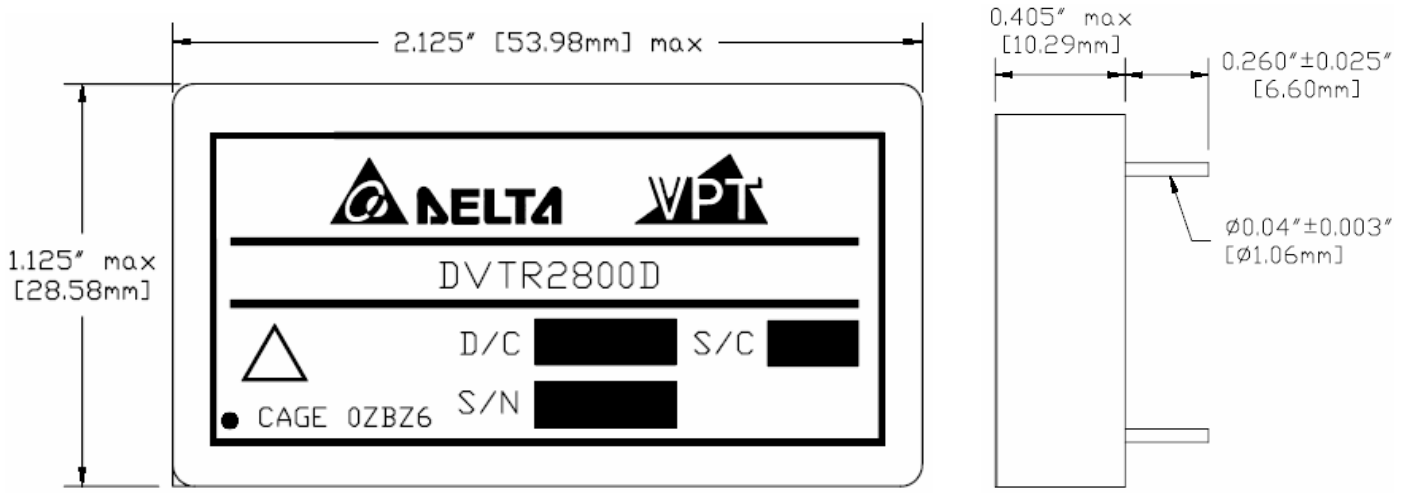 2.125" [53.98mm] max
0.405" max
[10.29mm]
0.260"±0.025"
[6.60mm]
DELTA
VPT
1.125" max
[28.58mm]
DVTR2800D
Ø0.04"±0.003"
[Ø1.06mm]
D/C
S/C
S/N
CAGE 0ZBZ6